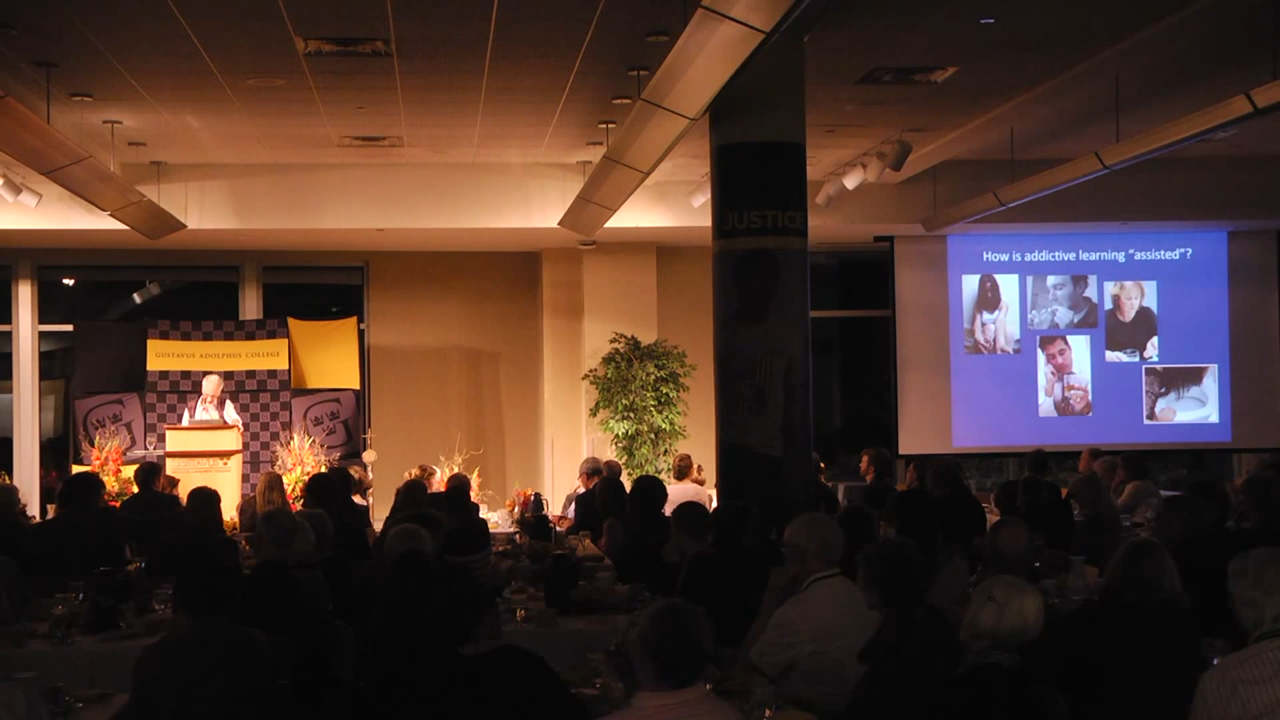 JUSTICE
How is addictive learning “assisted”?
GUSTAVUS ADOLPHUS COLLEGE
G
G